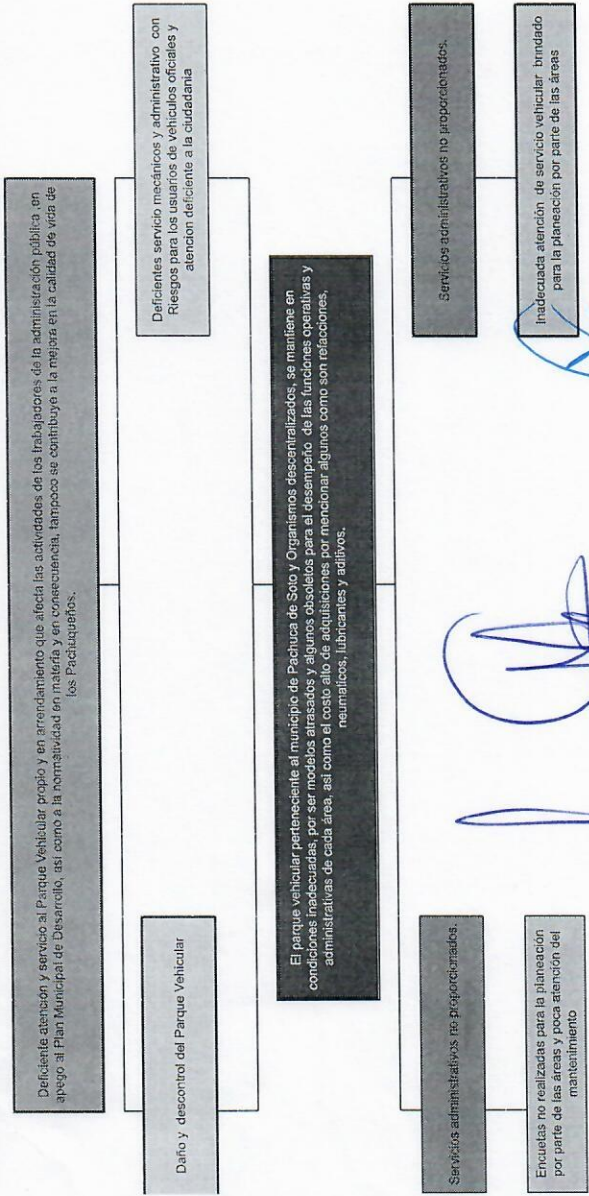 Deficiente atención y servicio al Parque Vehicular propio y en arrendamiento que afecta las actividades de los trabajadores de la administración pública ,en
apego al Plan Municipal de Desarrollo, así como a la normatividad en materia y en consecuencia, tampoco se contribuye a la mejora en la calidad de vida de
los Pachuqueños.
Daño y descontrol del Parque Vehicular
Deficientes servicio mecánicos y administrativo con
Riesgos para los usuarios de vehículos oficiales y
atencion deficiente a la ciudadania
El parque vehicular perteneciente al municipio de Pachuca de Soto y Organismos descentralizados, se mantiene en
condiciones inadecuadas, por ser modelos atrasados y algunos obsoletos para el desempeño de las funciones operativas y
administrativas de cada área, así como el costo alto de adquisiciones por mencionar algunos como son refacciones,
neumaticos, lubricantes y aditivos.
Servicios administrativos no proporcionados.
Servicios administrativos no proporcionados.
Encuetas no realizadas para la planeación
por parte de las áreas y poca atención del
mantenimiento
Inadecuada atención de servicio vehicular brindado
para la planeación por parte de las áreas